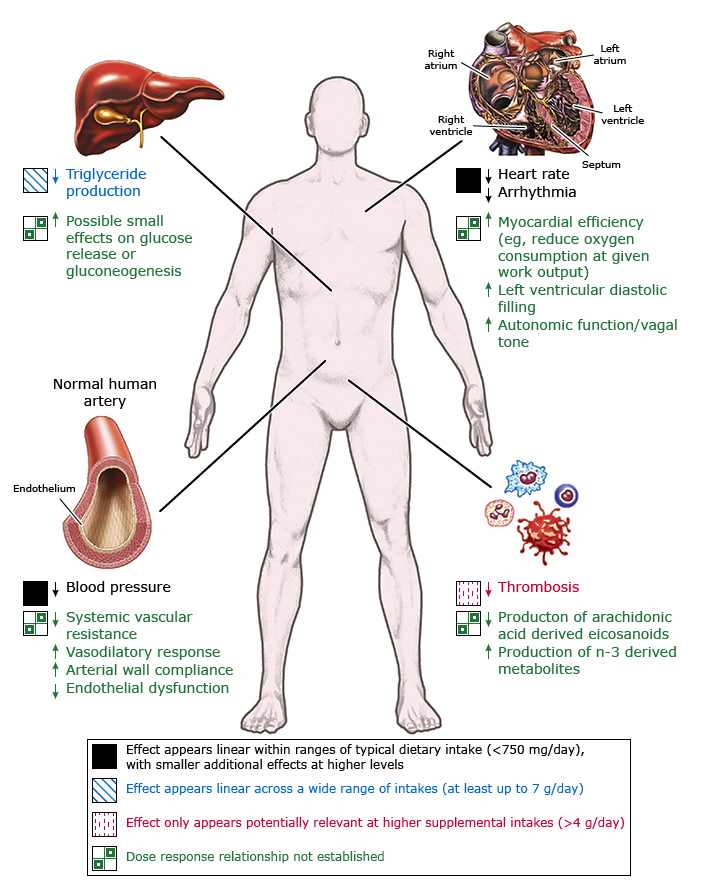 Right
atrium
Left
atrium
Right
ventricle
Left
ventricle
Septum
↓ Triglyceride
production
↑ Possible small
effects on glucose
release or
gluconeogenesis
↓ Heart rate
↓ Arrhythmia
↑ Myocardial efficiency
(eg, reduce oxygen
consumption at given
work output)
↑ Left ventricular diastolic
filling
↑ Autonomic function/vagal
tone
Normal human
artery
Endothelium
↓ Blood pressure
↓ Systemic vascular
resistance
↑ Vasodilatory response
↑ Arterial wall compliance
↓ Endothelial dysfunction
↓ Thrombosis
↓ Producton of arachidonic
acid derived eicosanoids
↑ Production of n-3 derived
metabolites
Effect appears linear within ranges of typical dietary intake (<750 mg/day),
with smaller additional effects at higher levels
Effect appears linear across a wide range of intakes (at least up to 7 g/day)
Effect only appears potentially relevant at higher supplemental intakes (>4 g/day)
Dose response relationship not established